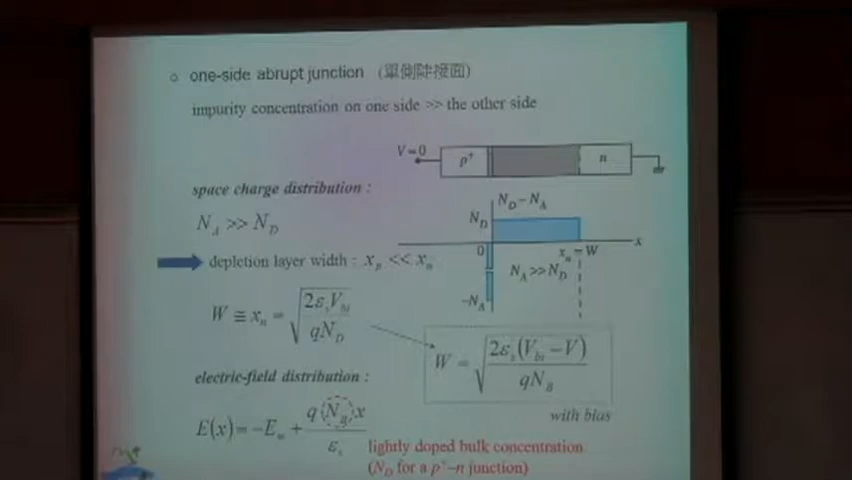 one-side abrupt junction (單側陡接面)
impurity concentration on one side >> the other side
V=0
p⁺
n
space charge distribution :
N_D − N_A
N_D
N_A >> N_D
0
x_n = W
x
depletion layer width : x_p << x_n
N_A >> N_D
−N_A
W ≡ x_n = √(2ε_s V_bi / qN_D)
W = √(2ε_s (V_bi − V) / qN_B)
electric-field distribution :
with bias
E(x) = −E_m + q(N_B)x / ε_s
lightly doped bulk concentration
(N_D for a p⁺–n junction)